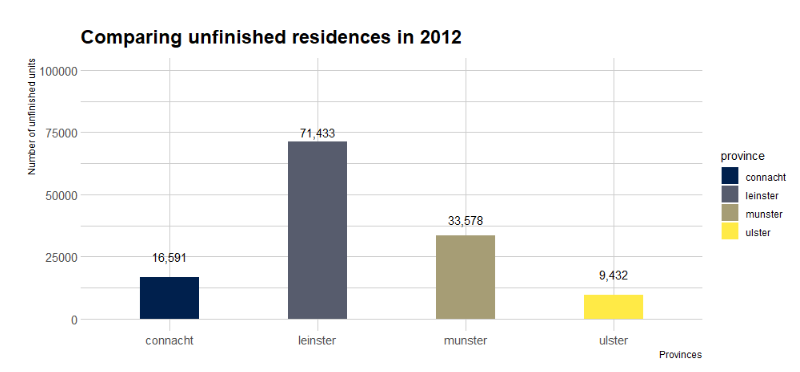 Comparing unfinished residences in 2012
Number of unfinished units
100000
75000
50000
25000
0
16,591
71,433
33,578
9,432
connacht
leinster
munster
ulster
Provinces
province
connacht
leinster
munster
ulster